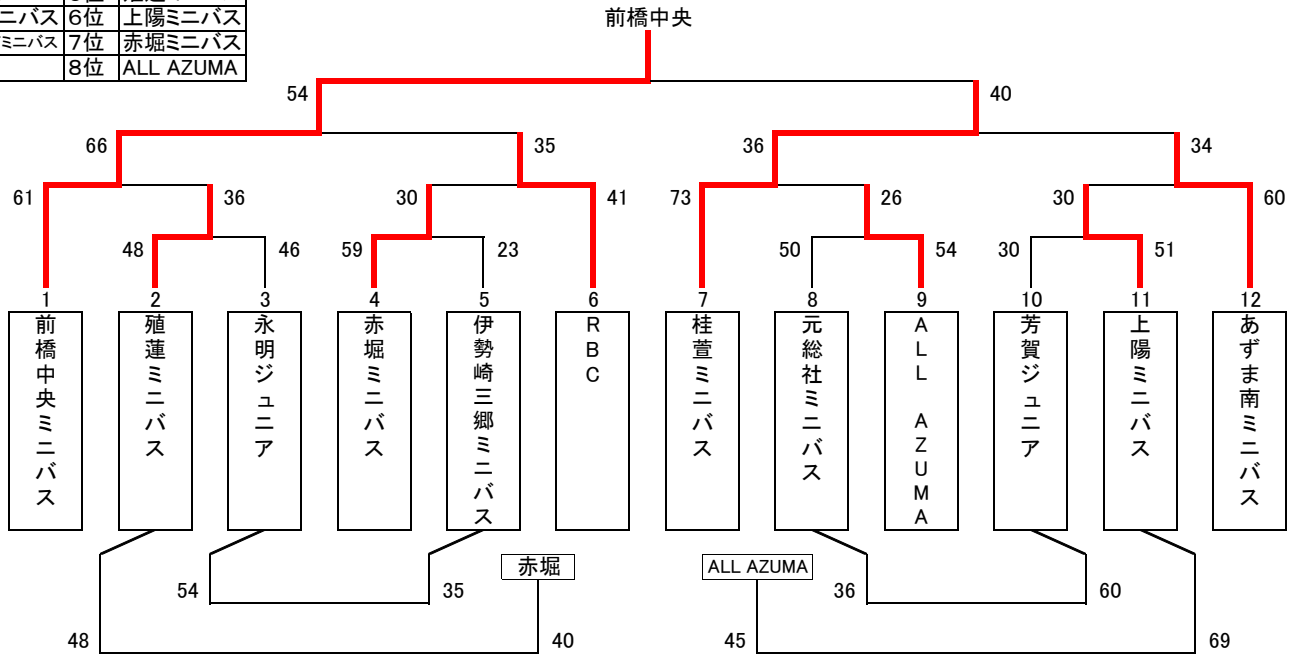 ニバス 6位 上陽ミニバス
ミニバス 7位 赤堀ミニバス
8位 ALL AZUMA
前橋中央
54 40
66 35 36 34
61 36 30 41 73 26 30 60
48 46 59 23 50 54 30 51
1 2 3 4 5 6 7 8 9 10 11 12
前橋中央ミニバス
殖蓮ミニバス
永明ジュニア
赤堀ミニバス
伊勢崎三郷ミニバス
RBC
桂萱ミニバス
元総社ミニバス
ALL AZUMA
芳賀ジュニア
上陽ミニバス
あずま南ミニバス
赤堀 ALL AZUMA
54 35 36 60
48 40 45 69